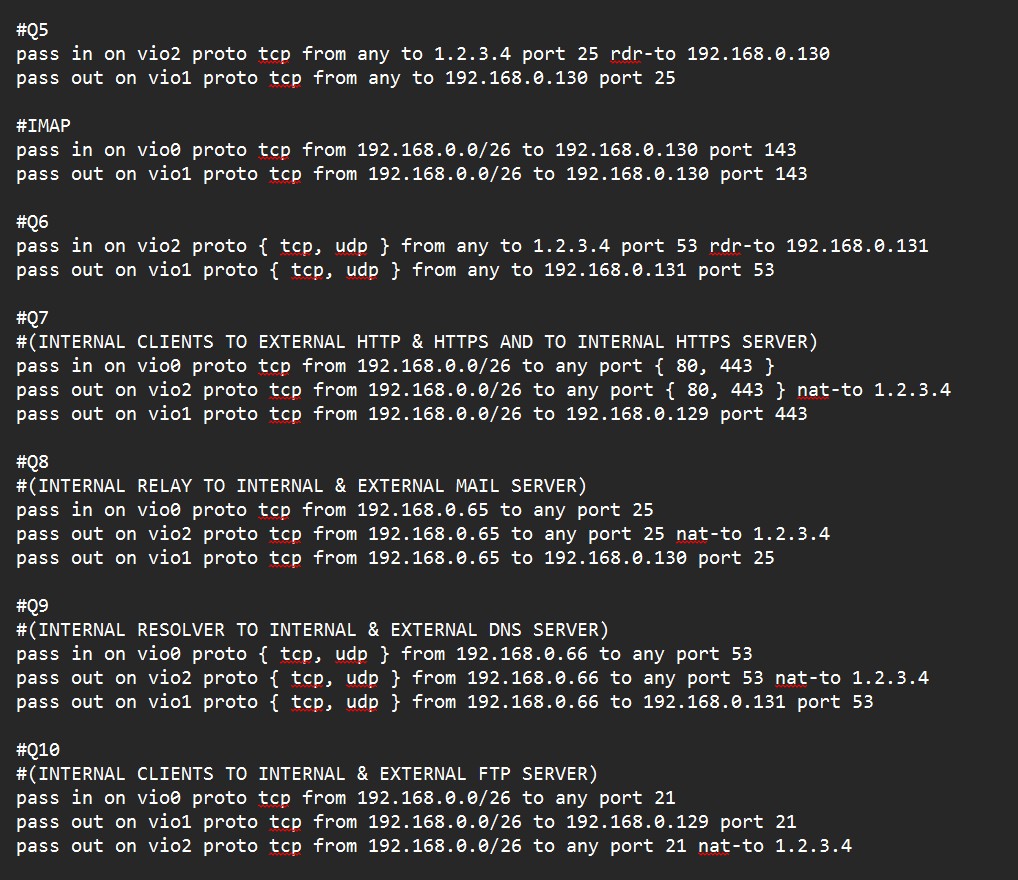 #Q5
pass in on vio2 proto tcp from any to 1.2.3.4 port 25 rdr-to 192.168.0.130
pass out on vio1 proto tcp from any to 192.168.0.130 port 25
#IMAP
pass in on vio0 proto tcp from 192.168.0.0/26 to 192.168.0.130 port 143
pass out on vio1 proto tcp from 192.168.0.0/26 to 192.168.0.130 port 143
#Q6
pass in on vio2 proto { tcp, udp } from any to 1.2.3.4 port 53 rdr-to 192.168.0.131
pass out on vio1 proto { tcp, udp } from any to 192.168.0.131 port 53
#Q7
#(INTERNAL CLIENTS TO EXTERNAL HTTP & HTTPS AND TO INTERNAL HTTPS SERVER)
pass in on vio0 proto tcp from 192.168.0.0/26 to any port { 80, 443 }
pass out on vio2 proto tcp from 192.168.0.0/26 to any port { 80, 443 } nat-to 1.2.3.4
pass out on vio1 proto tcp from 192.168.0.0/26 to 192.168.0.129 port 443
#Q8
#(INTERNAL RELAY TO INTERNAL & EXTERNAL MAIL SERVER)
pass in on vio0 proto tcp from 192.168.0.65 to any port 25
pass out on vio2 proto tcp from 192.168.0.65 to any port 25 nat-to 1.2.3.4
pass out on vio1 proto tcp from 192.168.0.65 to 192.168.0.130 port 25
#Q9
#(INTERNAL RESOLVER TO INTERNAL & EXTERNAL DNS SERVER)
pass in on vio0 proto { tcp, udp } from 192.168.0.66 to any port 53
pass out on vio2 proto { tcp, udp } from 192.168.0.66 to any port 53 nat-to 1.2.3.4
pass out on vio1 proto { tcp, udp } from 192.168.0.66 to 192.168.0.131 port 53
#Q10
#(INTERNAL CLIENTS TO INTERNAL & EXTERNAL FTP SERVER)
pass in on vio0 proto tcp from 192.168.0.0/26 to any port 21
pass out on vio1 proto tcp from 192.168.0.0/26 to 192.168.0.129 port 21
pass out on vio2 proto tcp from 192.168.0.0/26 to any port 21 nat-to 1.2.3.4